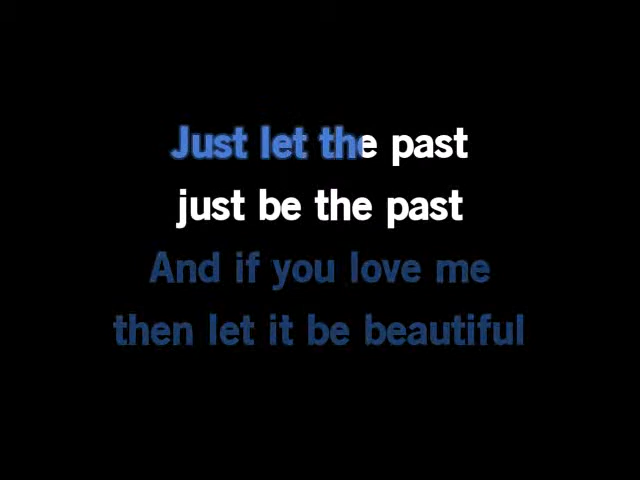 Just let the past
just be the past
And if you love me
then let it be beautiful